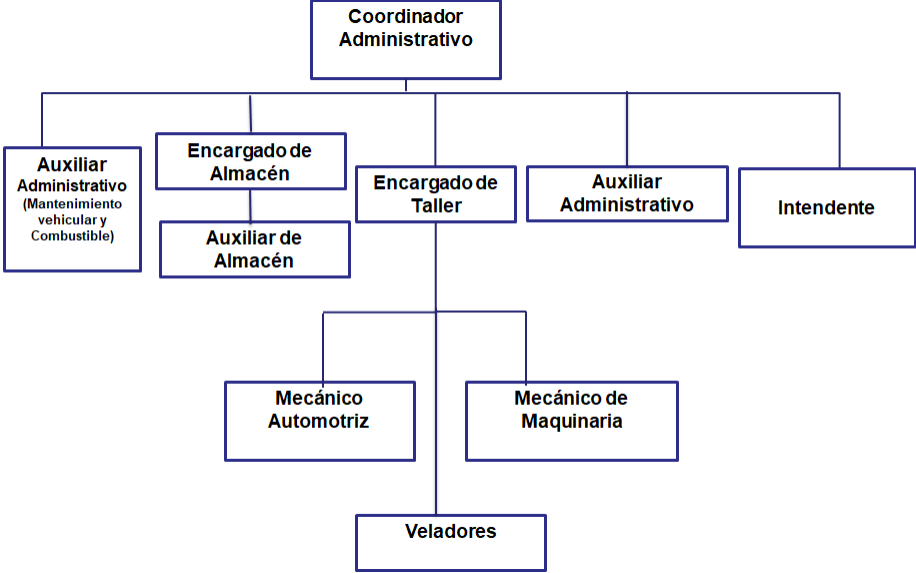 Coordinador
Administrativo
Auxiliar
Administrativo
(Mantenimiento
vehicular y
Combustible)
Encargado de
Almacén
Auxiliar de
Almacén
Encargado de
Taller
Auxiliar
Administrativo
Intendente
Mecánico
Automotriz
Mecánico de
Maquinaria
Veladores